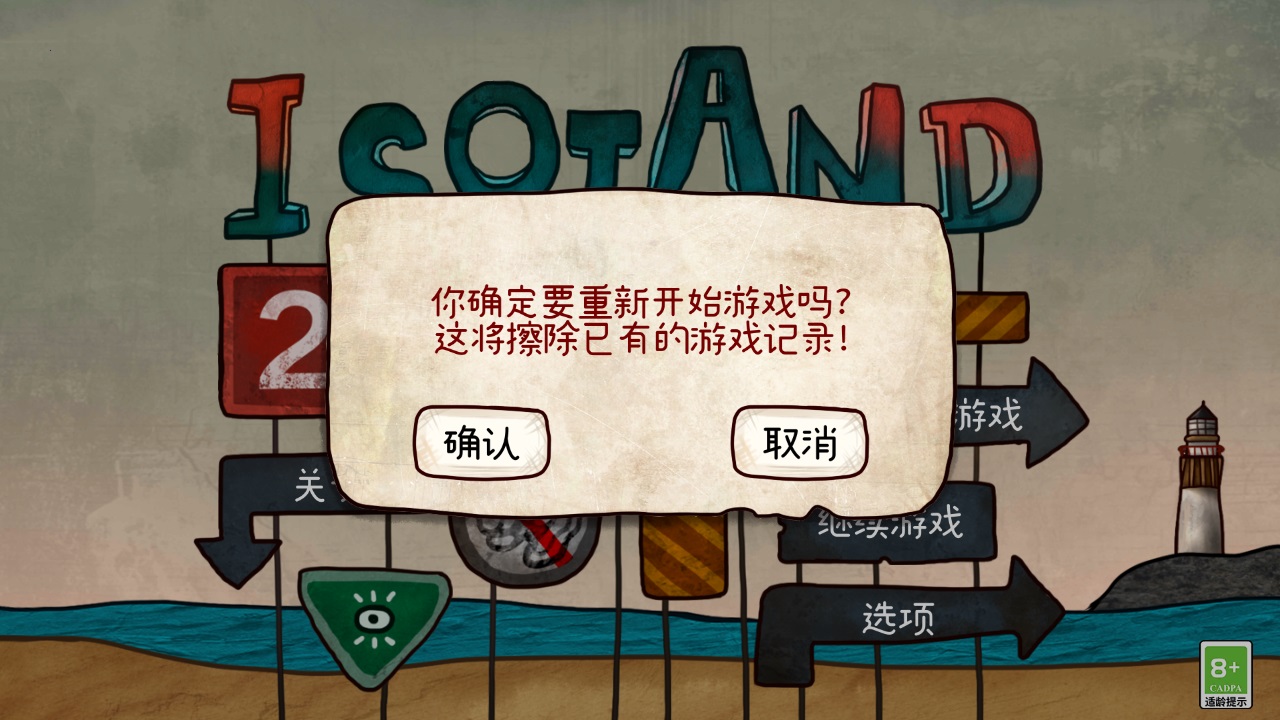 ISOTAND
2
你确定要重新开始游戏吗？
这将擦除已有的游戏记录！
确认
取消
游戏
关
继续游戏
选项
8+
CADPA
适龄提示